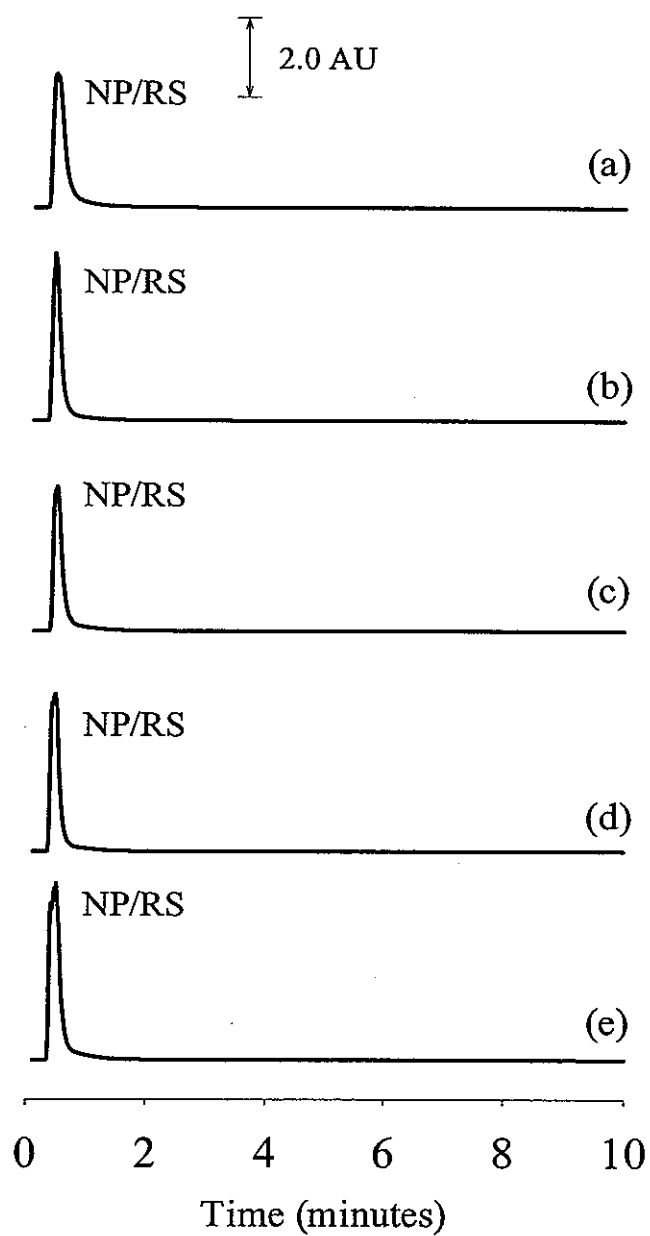 2.0 AU
NP/RS
(a)
NP/RS
(b)
NP/RS
(c)
NP/RS
(d)
NP/RS
(e)
0 2 4 6 8 10
Time (minutes)